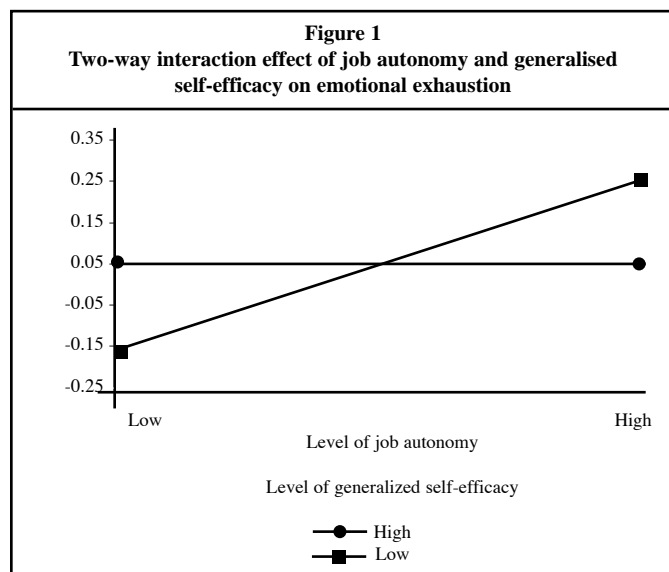 Figure 1
Two-way interaction effect of job autonomy and generalised
self-efficacy on emotional exhaustion
0.35
0.25
0.15
0.05
-0.05
-0.15
-0.25
Low
High
Level of job autonomy
Level of generalized self-efficacy
High
Low